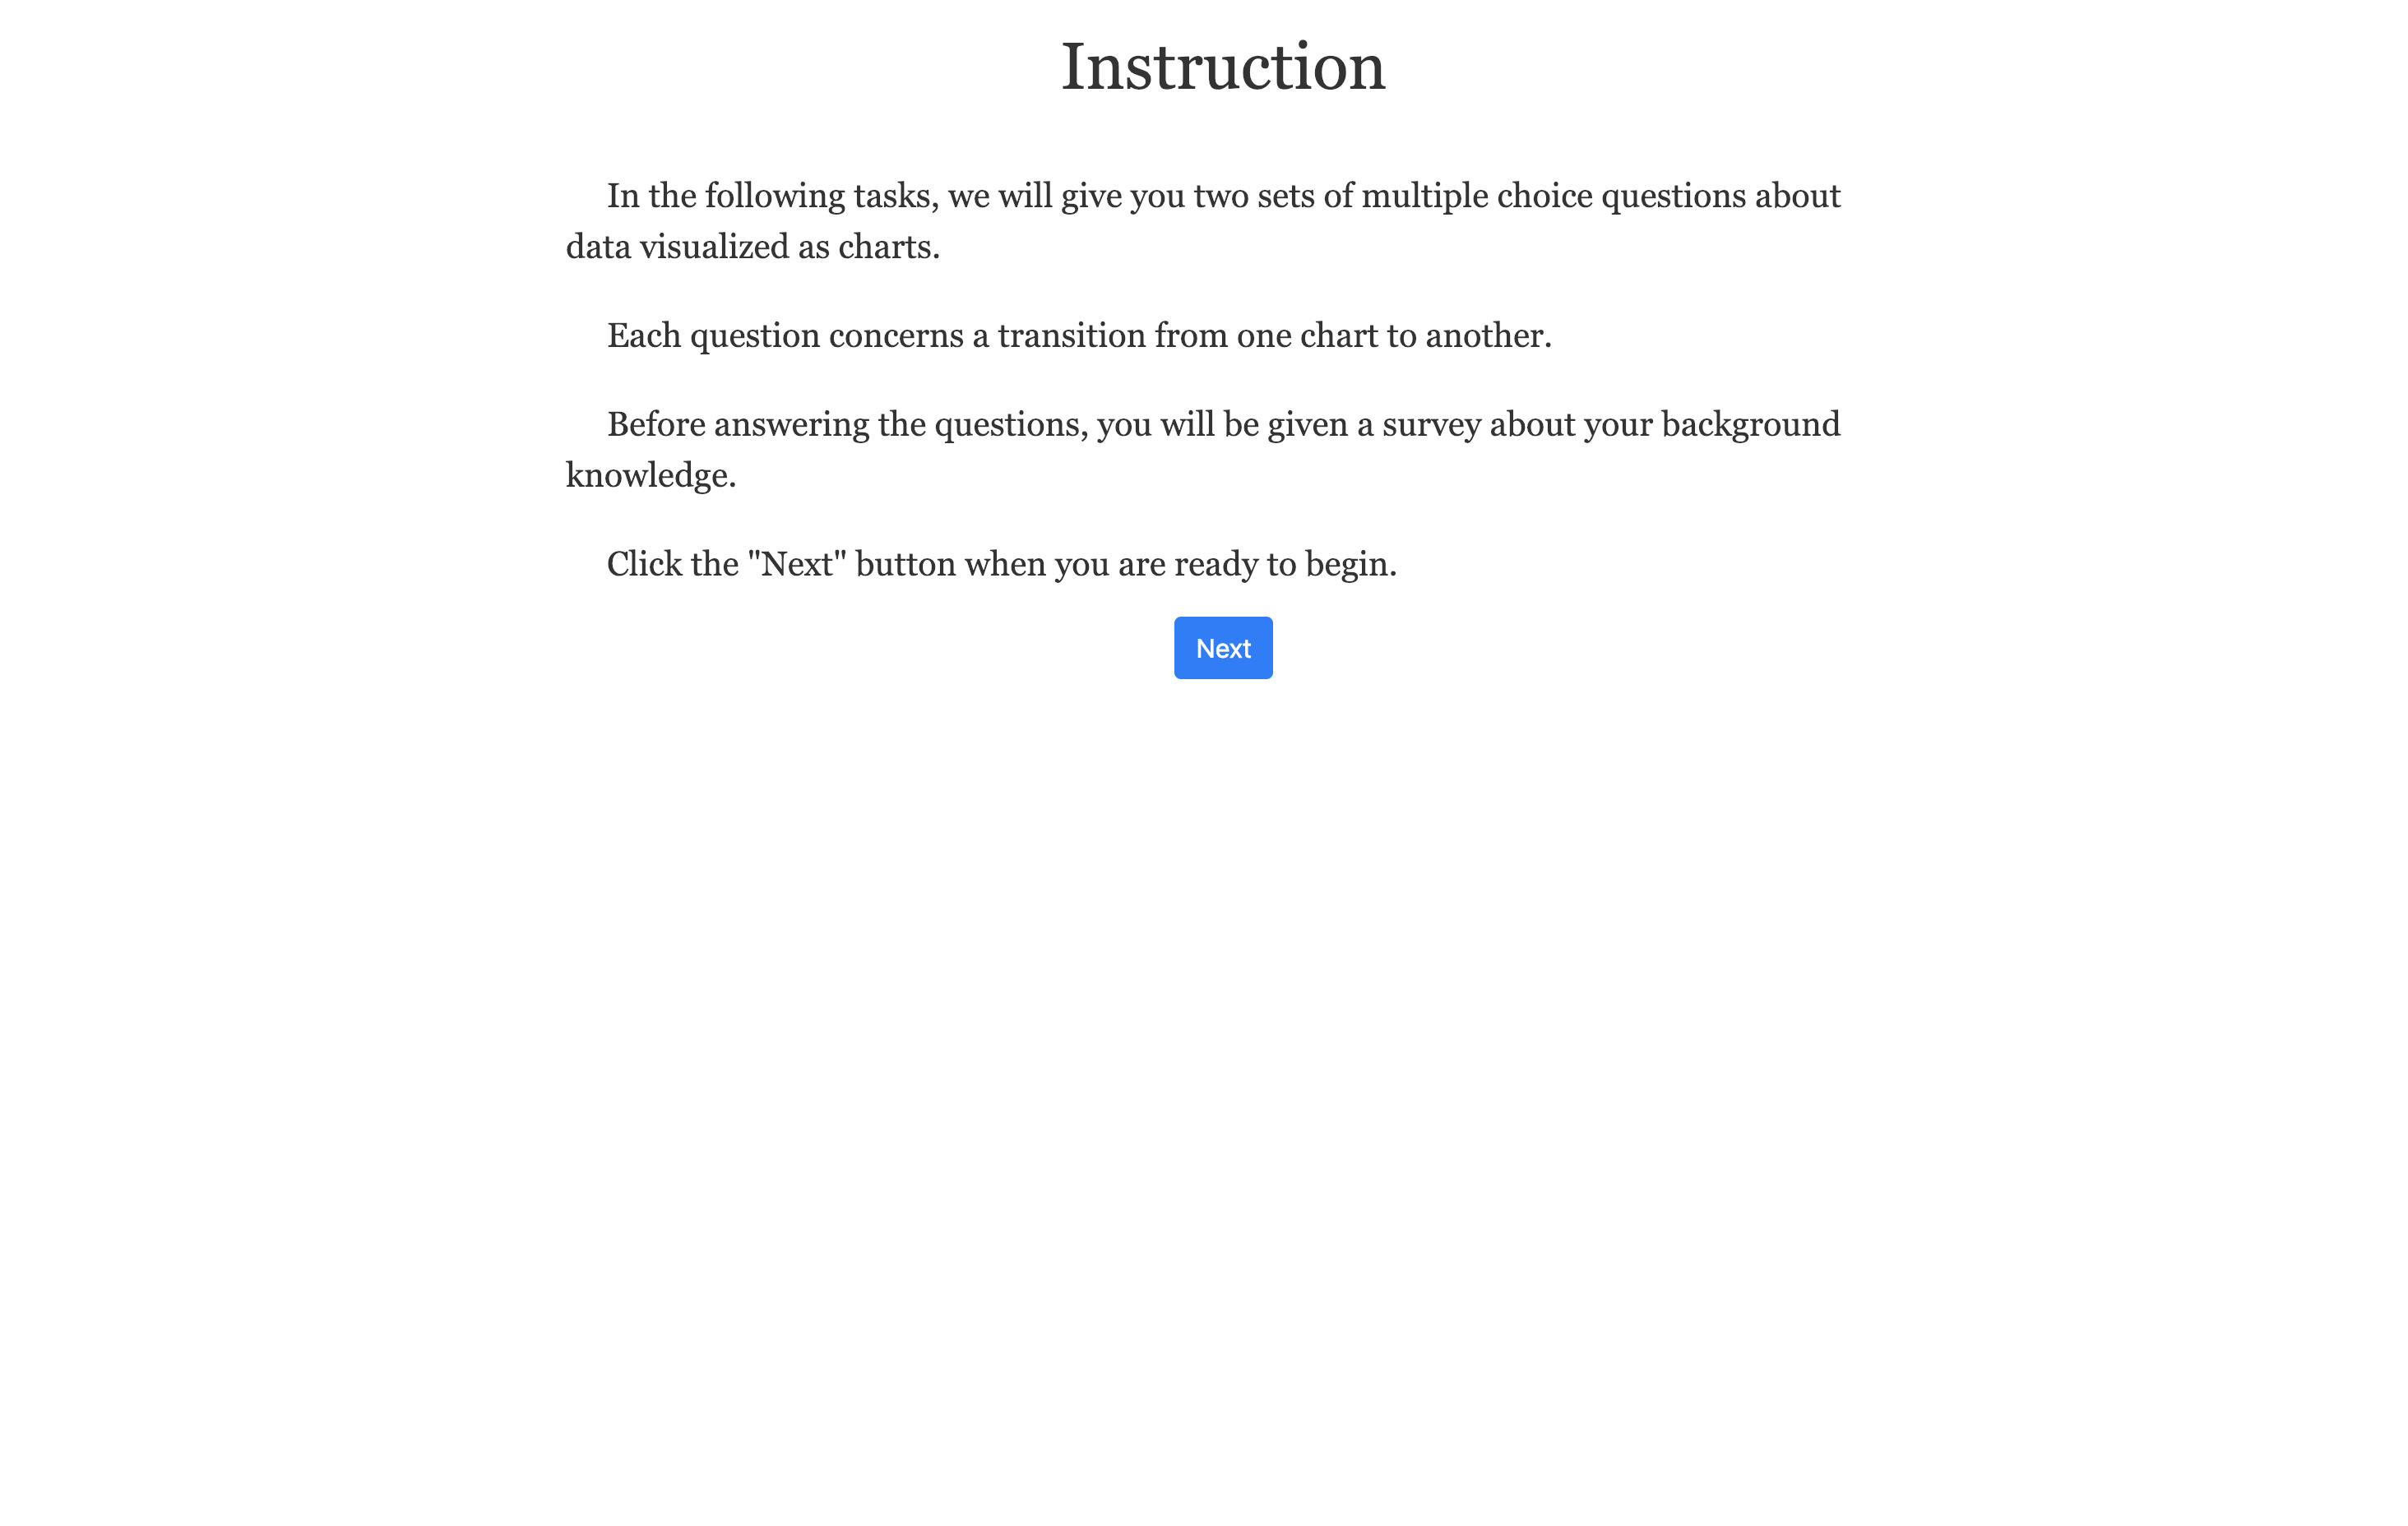 Instruction
In the following tasks, we will give you two sets of multiple choice questions about
data visualized as charts.
Each question concerns a transition from one chart to another.
Before answering the questions, you will be given a survey about your background
knowledge.
Click the "Next" button when you are ready to begin.
Next